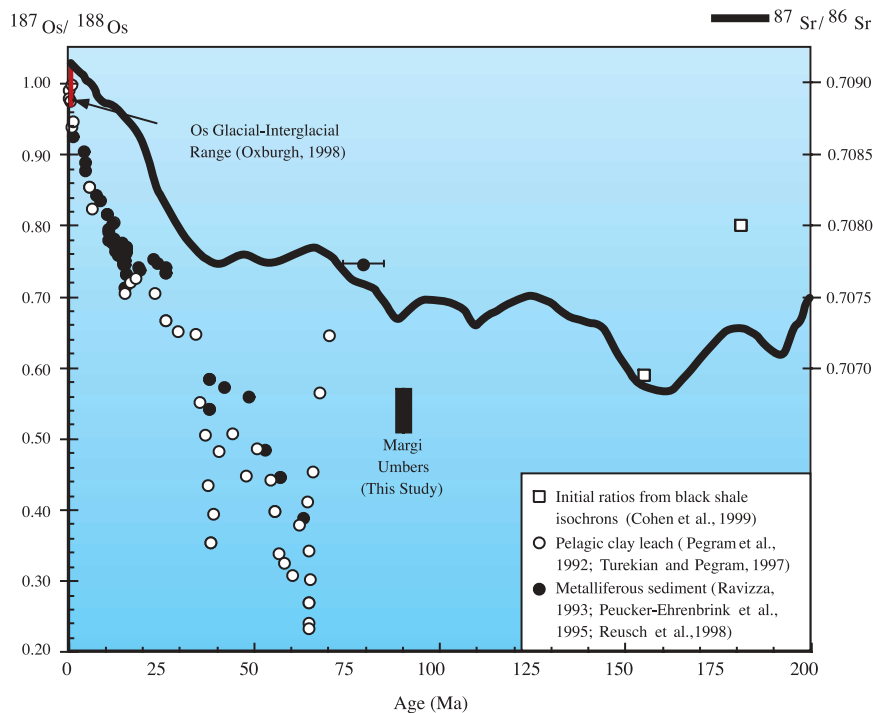 187Os/ 188Os
87Sr/86Sr
1.00
0.90
0.80
0.70
0.60
0.50
0.40
0.30
0.20
Os Glacial-Interglacial
Range (Oxburgh, 1998)
Margi
Umbers
(This Study)
0.7090
0.7085
0.7080
0.7075
0.7070
Initial ratios from black shale
isochrons (Cohen et al., 1999)
Pelagic clay leach ( Pegram et al.,
1992; Turekian and Pegram, 1997)
Metalliferous sediment (Ravizza,
1993; Peucker-Ehrenbrink et al.,
1995; Reusch et al.,1998)
0 25 50 75 100 125 150 175 200
Age (Ma)